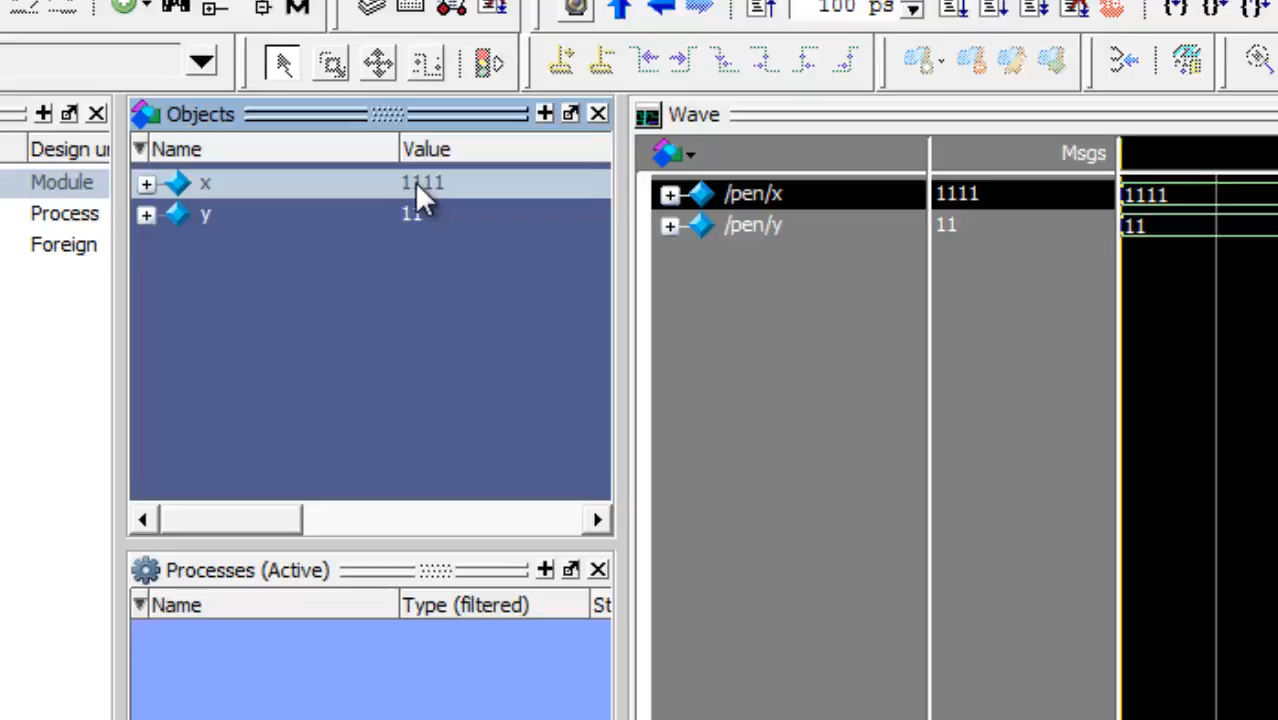 100 ps
Objects
Wave
Design
Name
Value
Msgs
Module
x
1111
/pen/x
1111
1111
Process
y
11
/pen/y
11
11
Foreign
Processes (Active)
Name
Type (filtered)
St